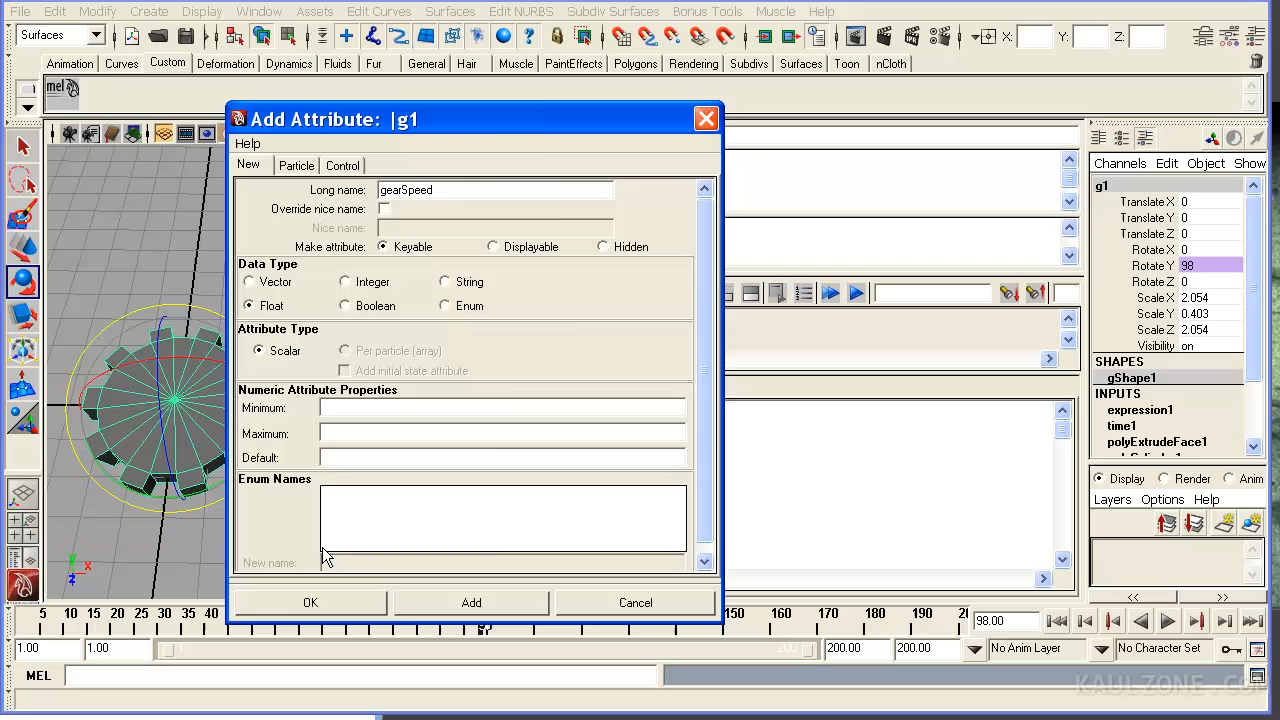 File Edit Modify Create Display Window Assets Edit Curves Surfaces Edit NURBS Subdiv Surfaces Bonus Tools Muscle Help
Surfaces X: Y: Z:
Animation Curves Custom Deformation Dynamics Fluids Fur General Hair Muscle PaintEffects Polygons Rendering Subdivs Surfaces Toon nCloth
mel
Add Attribute: |g1
Help
New Particle Control
Long name: gearSpeed
Override nice name:
Nice name:
Make attribute: Keyable Displayable Hidden
Data Type
Vector Integer String
Float Boolean Enum
Attribute Type
Scalar Per particle (array)
Add initial state attribute
Numeric Attribute Properties
Minimum:
Maximum:
Default:
Enum Names
New name:
OK Add Cancel
Channels Edit Object Show
g1
Translate X 0
Translate Y 0
Translate Z 0
Rotate X 0
Rotate Y 98
Rotate Z 0
Scale X 2.054
Scale Y 0.403
Scale Z 2.054
Visibility on
SHAPES
gShape1
INPUTS
expression1
time1
polyExtrudeFace1
Display Render Anim
Layers Options Help
<< >>
y x z
5 10 15 20 25 30 35 40 150 160 170 180 190 20 98.00
1.00 1.00 200 200.00 200.00 No Anim Layer No Character Set
MEL
KAULZONE.CO